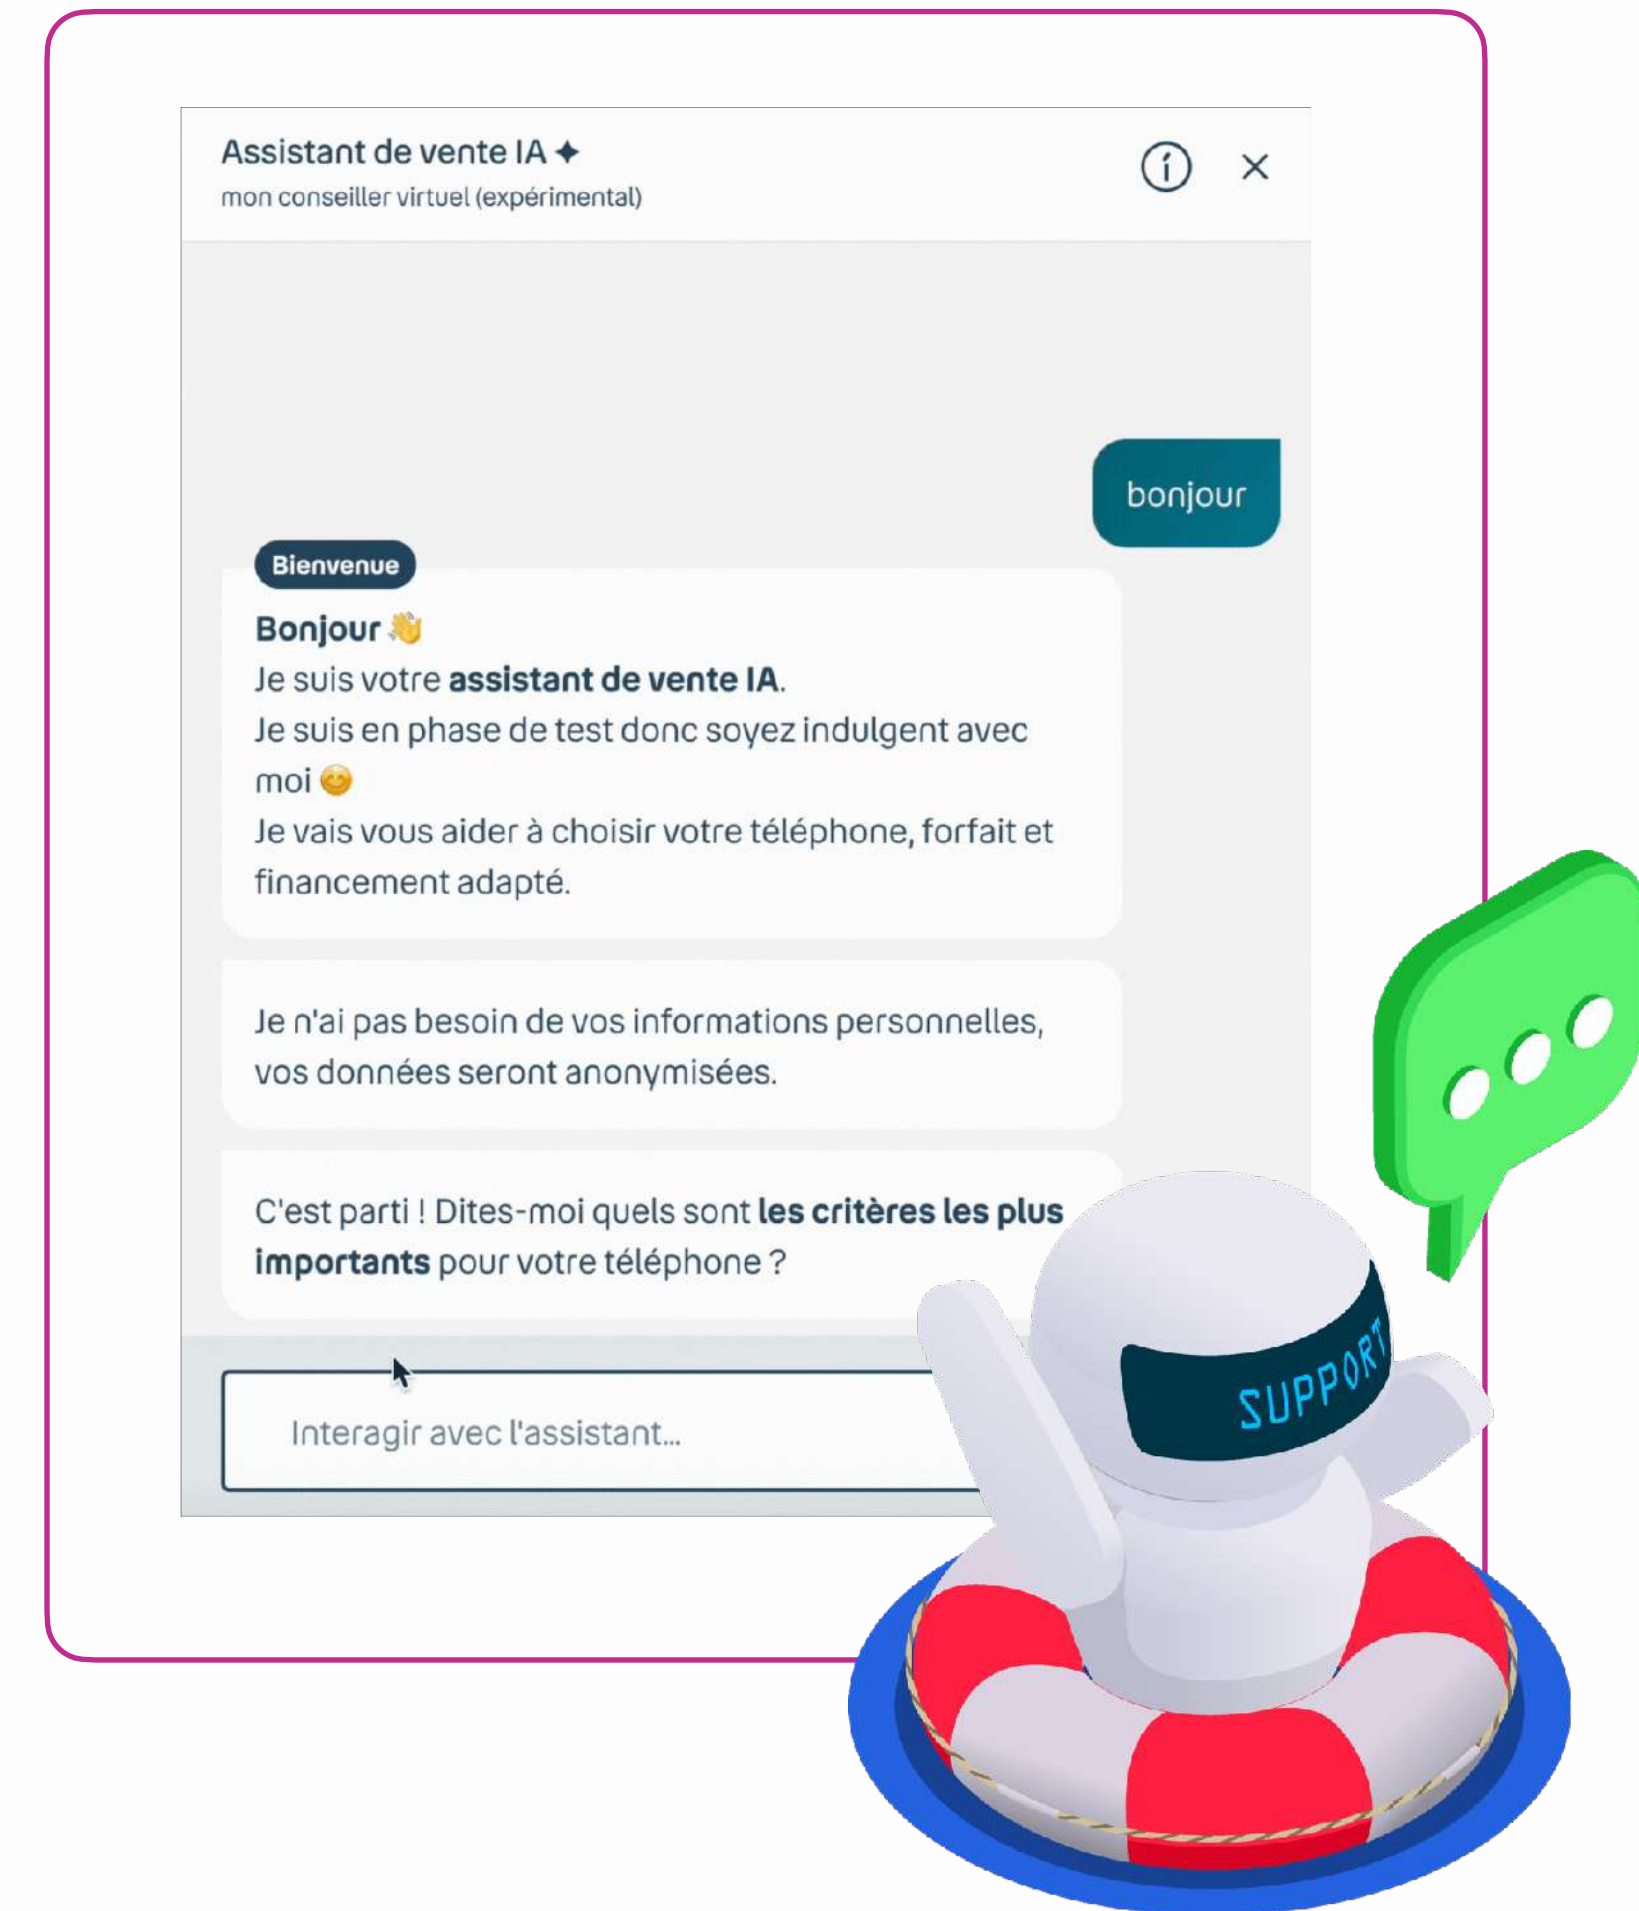 Assistant de vente IA ✦
mon conseiller virtuel (expérimental)
bonjour
Bienvenue
Bonjour 👋
Je suis votre assistant de vente IA.
Je suis en phase de test donc soyez indulgent avec
moi 😊
Je vais vous aider à choisir votre téléphone, forfait et
financement adapté.
Je n'ai pas besoin de vos informations personnelles,
vos données seront anonymisées.
C'est parti ! Dites-moi quels sont les critères les plus
importants pour votre téléphone ?
Interagir avec l'assistant...
SUPPORT